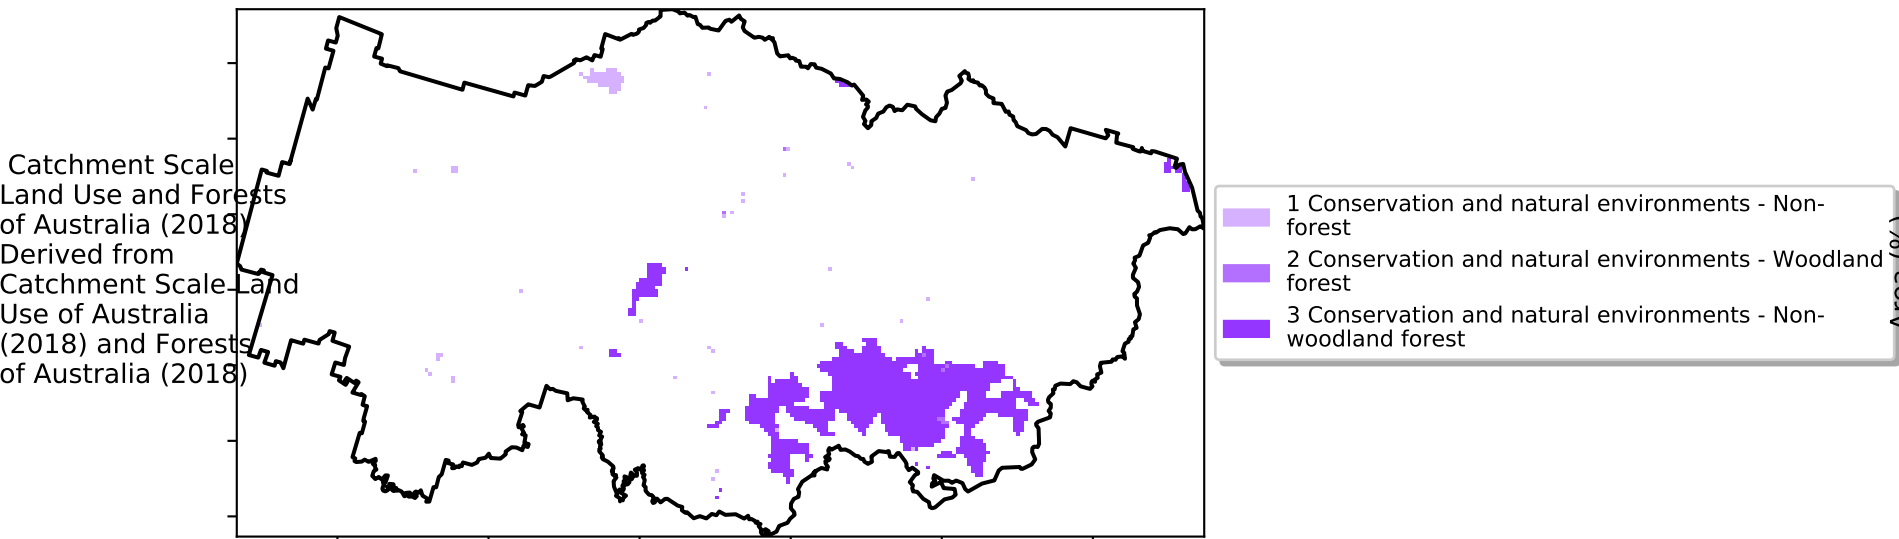 Catchment Scale
Land Use and Forests
of Australia (2018)
Derived from
Catchment Scale Land
Use of Australia
(2018) and Forests
of Australia (2018)
1 Conservation and natural environments - Non-
forest
2 Conservation and natural environments - Woodland
forest
3 Conservation and natural environments - Non-
woodland forest